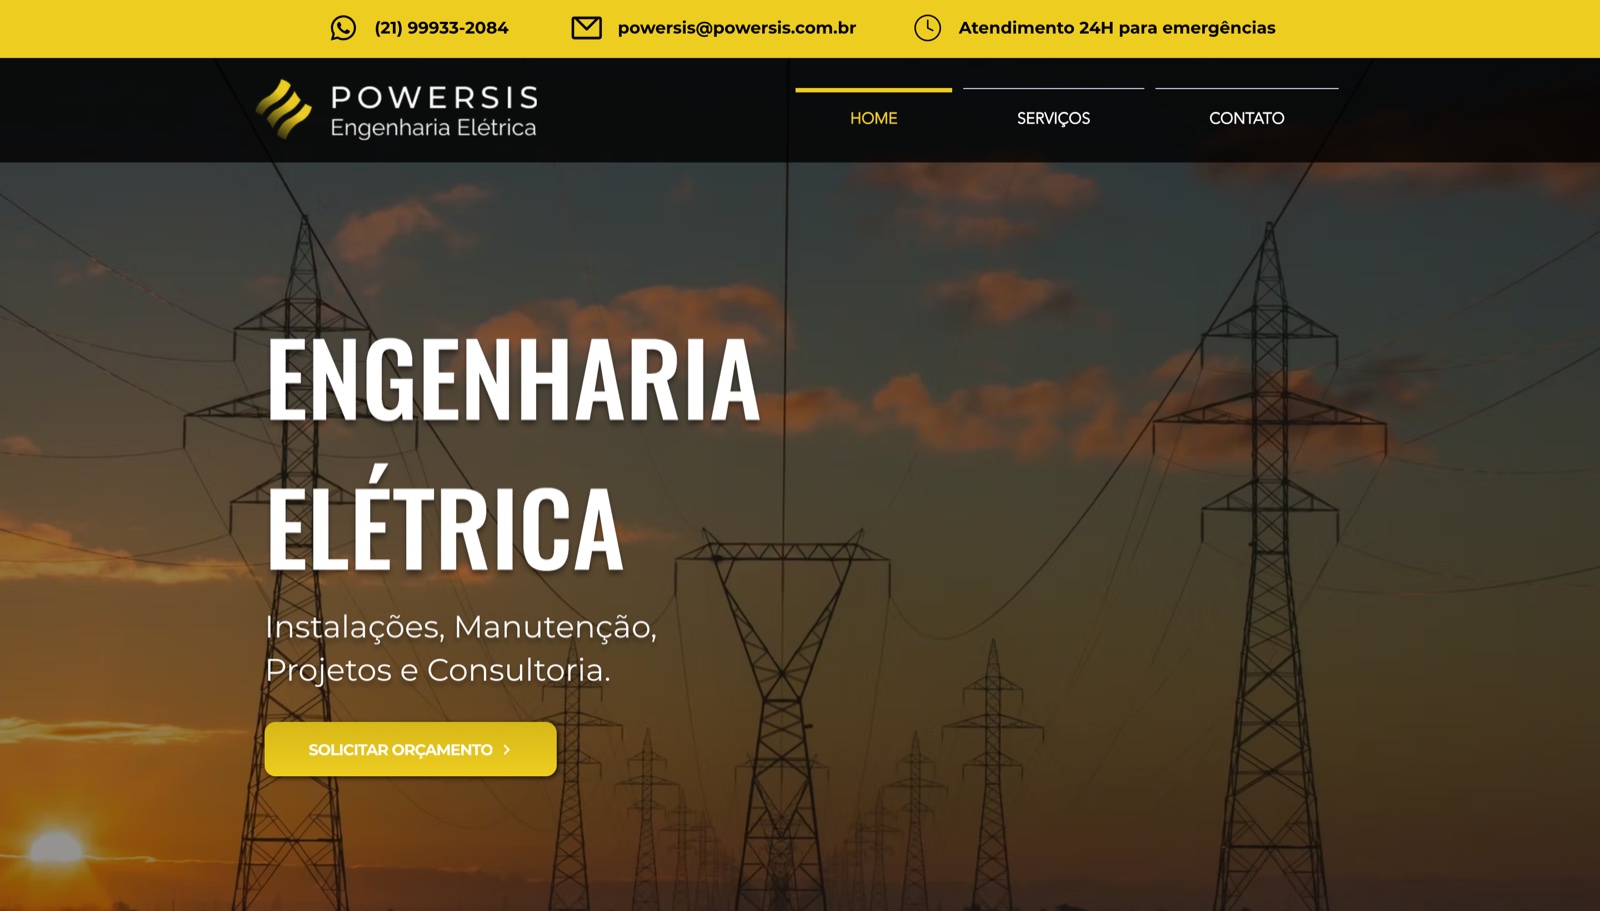 (21) 99933-2084
powersis@powersis.com.br
Atendimento 24H para emergências
POWERSIS
Engenharia Elétrica
HOME
SERVIÇOS
CONTATO
ENGENHARIA
ELÉTRICA
Instalações, Manutenção,
Projetos e Consultoria.
SOLICITAR ORÇAMENTO